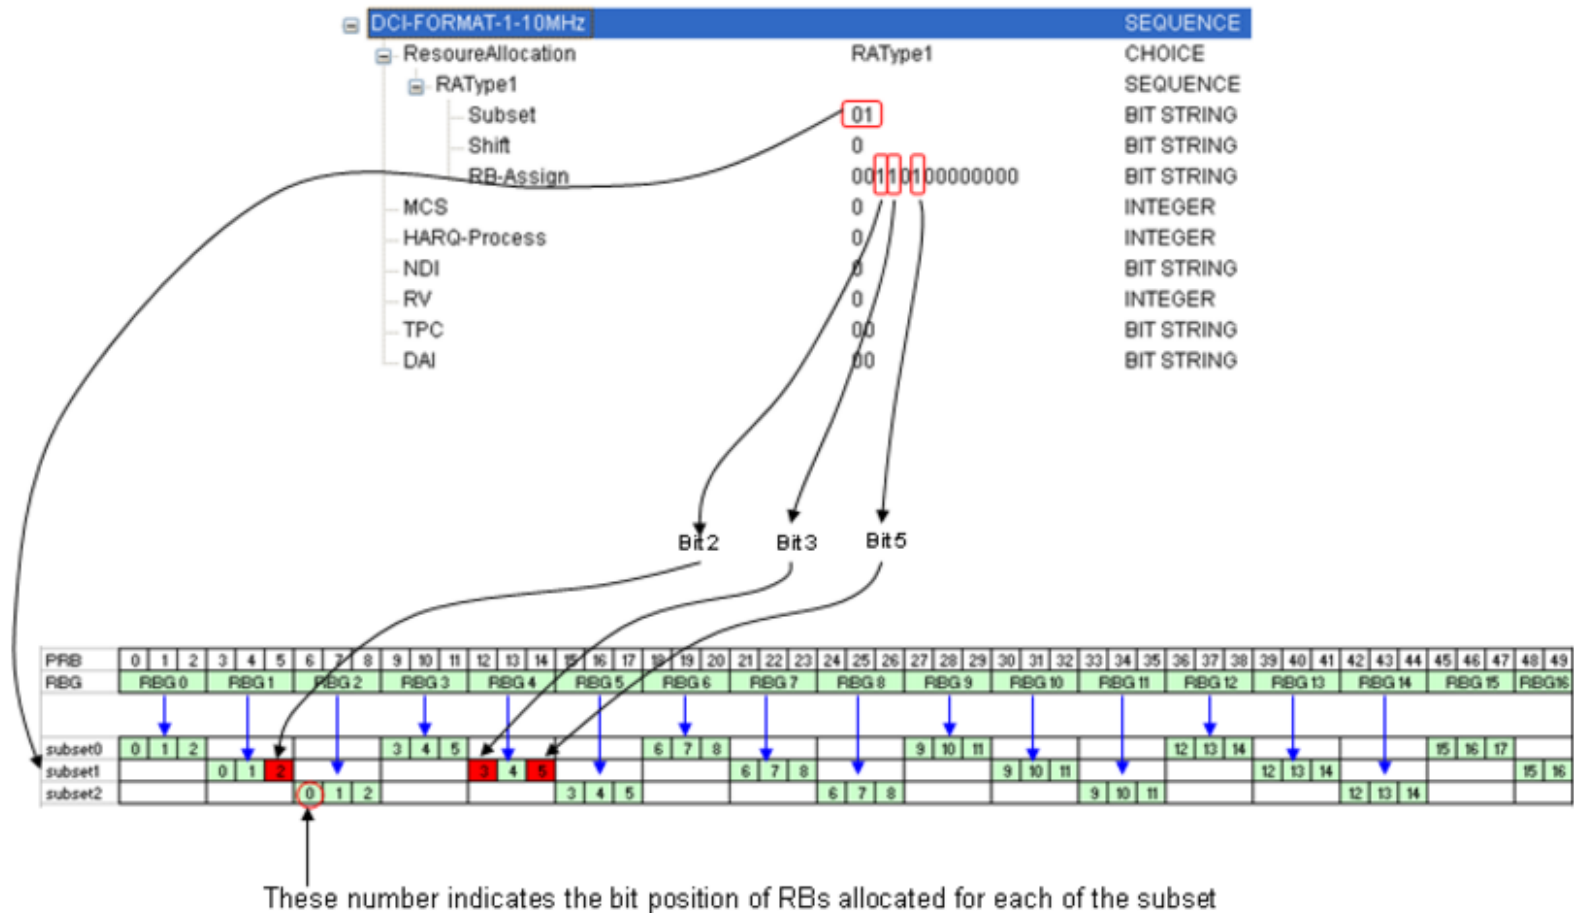 DCI-FORMAT-1-10MHz SEQUENCE
ResoureAllocation RAType1 CHOICE
RAType1 SEQUENCE
Subset 01 BIT STRING
Shift 0 BIT STRING
RB-Assign 00110100000000 BIT STRING
MCS 0 INTEGER
HARQ-Process 0 INTEGER
NDI 0 BIT STRING
RV 0 INTEGER
TPC 00 BIT STRING
DAI 00 BIT STRING
Bit2 Bit3 Bit5
PRB 0 1 2 3 4 5 6 7 8 9 10 11 12 13 14 15 16 17 18 19 20 21 22 23 24 25 26 27 28 29 30 31 32 33 34 35 36 37 38 39 40 41 42 43 44 45 46 47 48 49
RBG RBG 0 RBG 1 RBG 2 RBG 3 RBG 4 RBG 5 RBG 6 RBG 7 RBG 8 RBG 9 RBG 10 RBG 11 RBG 12 RBG 13 RBG 14 RBG 15 RBG16
subset0 0 1 2 3 4 5 6 7 8 9 10 11 12 13 14 15 16 17
subset1 0 1 2 3 4 5 6 7 8 9 10 11 12 13 14 15 16
subset2 0 1 2 3 4 5 6 7 8 9 10 11 12 13 14
These number indicates the bit position of RBs allocated for each of the subset